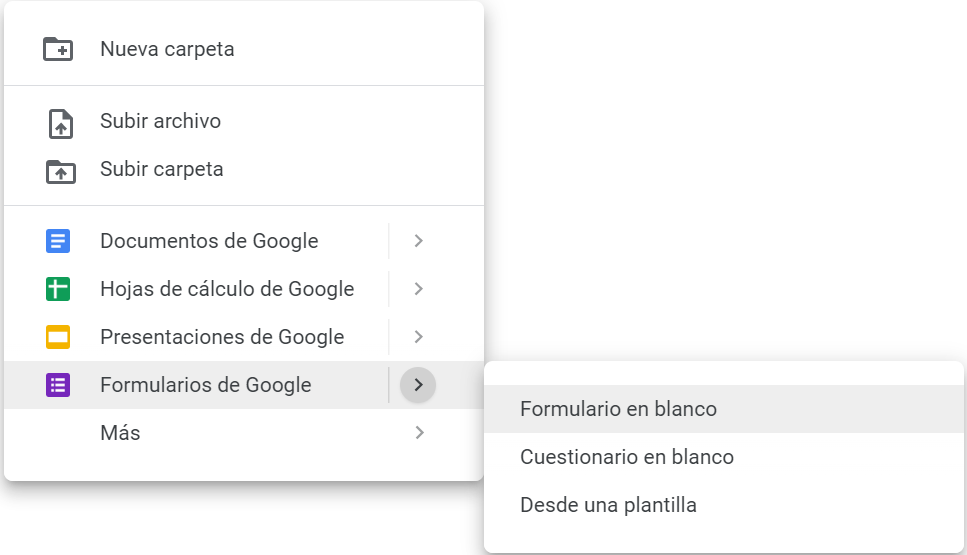 Nueva carpeta
Subir archivo
Subir carpeta
Documentos de Google
Hojas de cálculo de Google
Presentaciones de Google
Formularios de Google
Más
Formulario en blanco
Cuestionario en blanco
Desde una plantilla